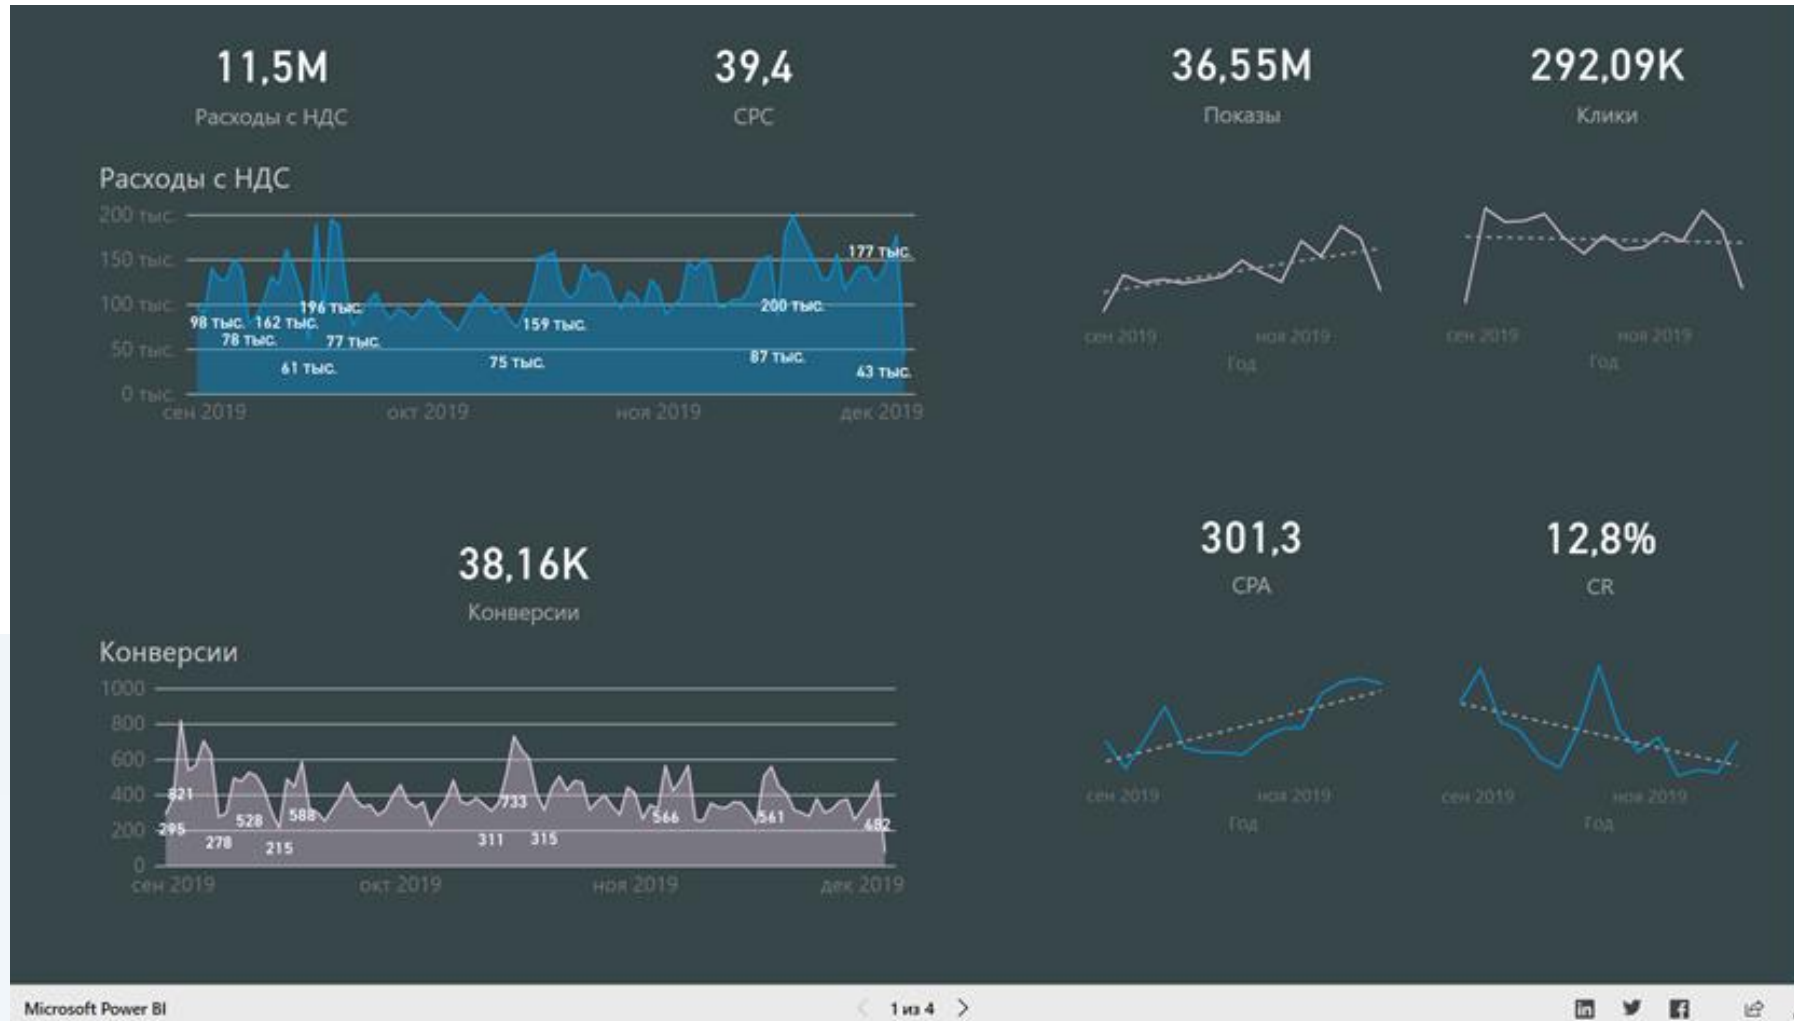 11,5M
Расходы с НДС
39,4
CPC
36,55M
Показы
292,09K
Клики
Расходы с НДС
200 тыс.
150 тыс.
100 тыс.
50 тыс.
0 тыс.
98 тыс.
78 тыс.
162 тыс.
61 тыс.
196 тыс.
77 тыс.
75 тыс.
159 тыс.
87 тыс.
200 тыс.
177 тыс.
43 тыс.
сен 2019
окт 2019
ноя 2019
дек 2019
сен 2019
ноя 2019
Год
сен 2019
ноя 2019
Год
38,16K
Конверсии
301,3
CPA
12,8%
CR
Конверсии
1000
800
600
400
200
0
295
821
278
528
215
588
311
733
315
566
561
482
сен 2019
окт 2019
ноя 2019
дек 2019
сен 2019
ноя 2019
Год
сен 2019
ноя 2019
Год
Microsoft Power BI
1 из 4